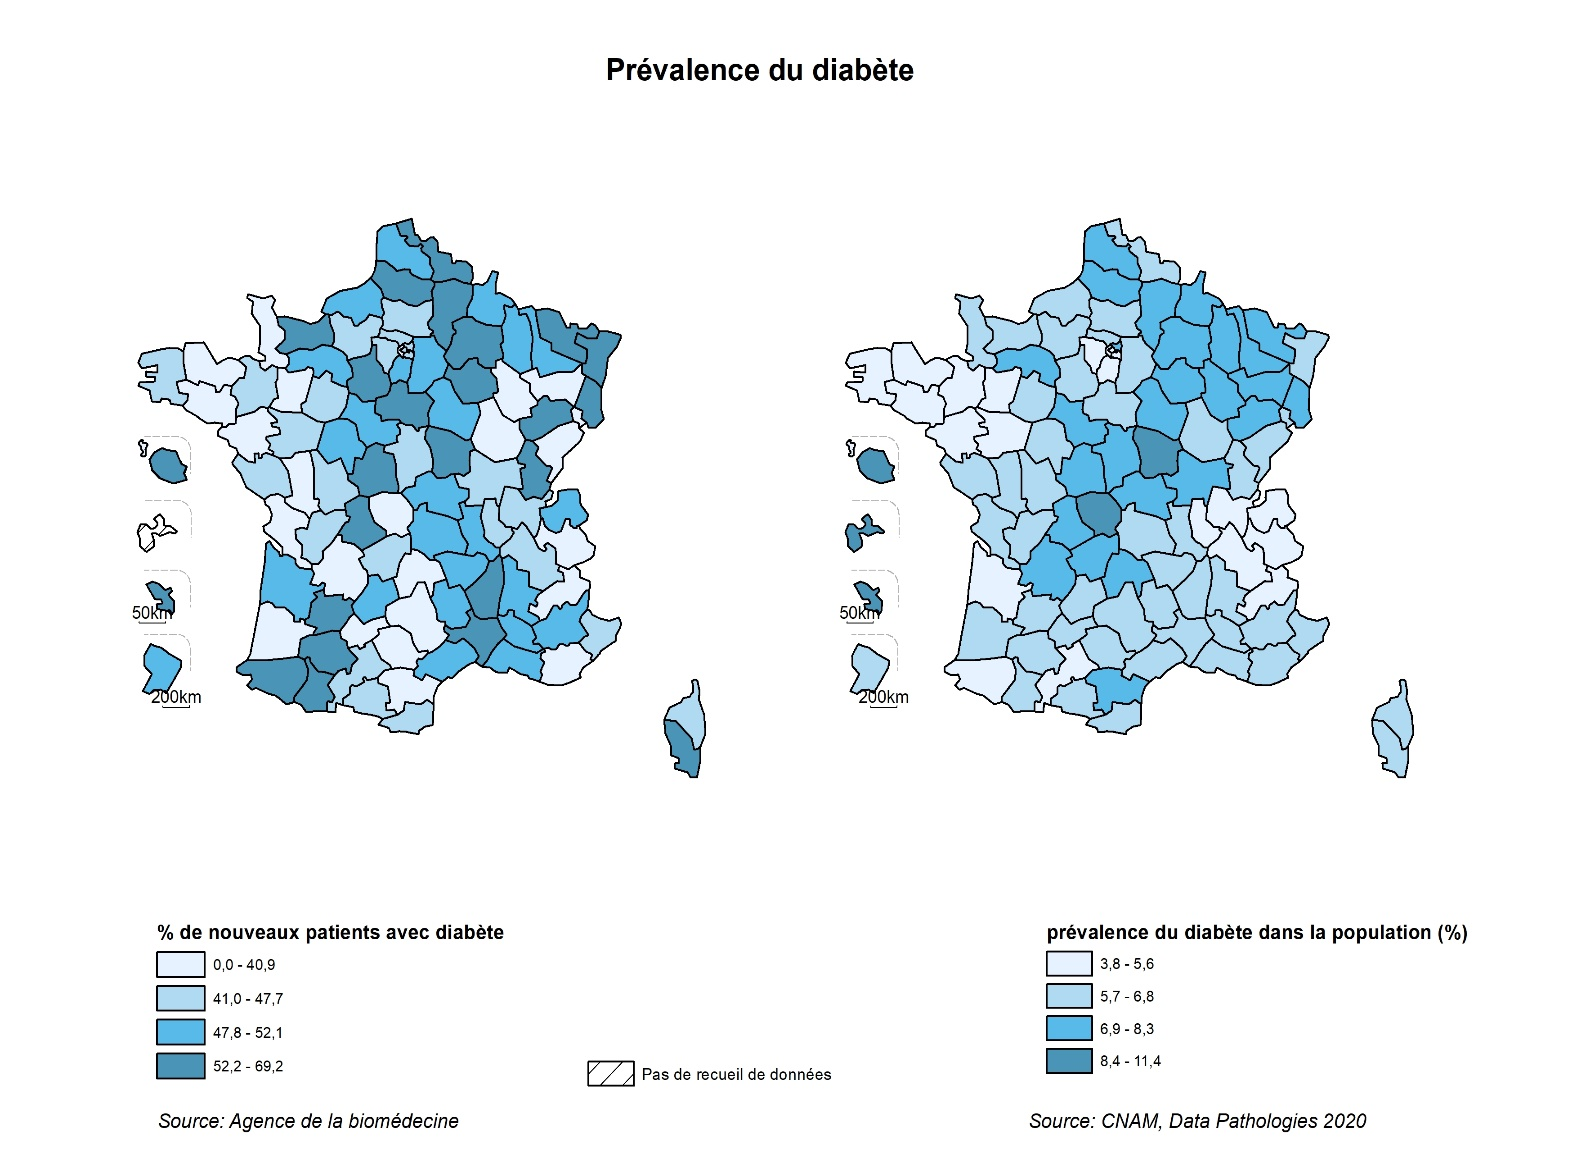 Prévalence du diabète
50km
200km
50km
200km
% de nouveaux patients avec diabète
0,0 - 40,9
41,0 - 47,7
47,8 - 52,1
52,2 - 69,2
Pas de recueil de données
Source: Agence de la biomédecine
prévalence du diabète dans la population (%)
3,8 - 5,6
5,7 - 6,8
6,9 - 8,3
8,4 - 11,4
Source: CNAM, Data Pathologies 2020